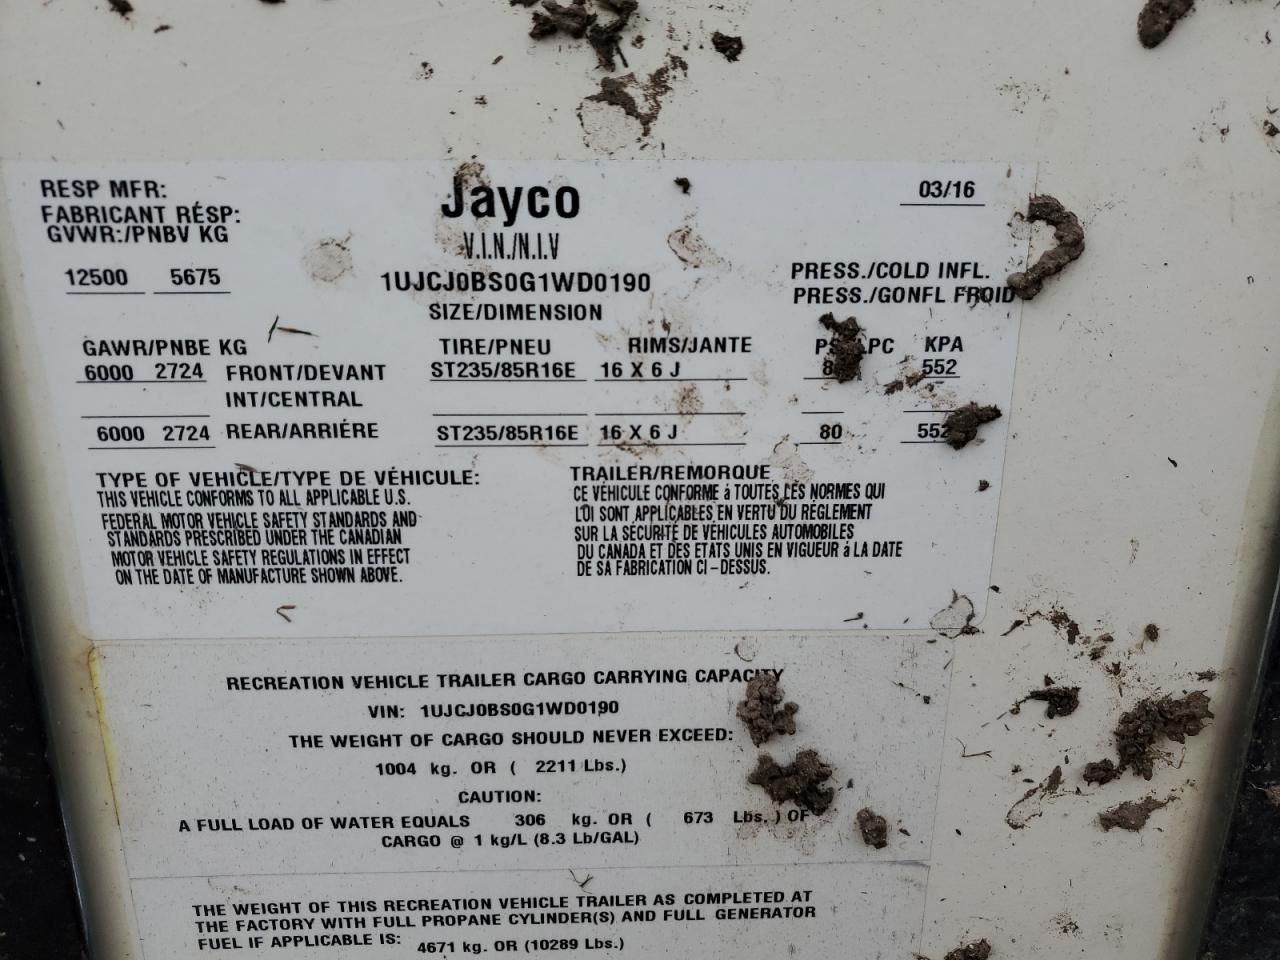 RESP MFR: Jayco 03/16
FABRICANT RÉSP:
GVWR:/PNBV KG V.I.N./N.I.V
12500 5675 1UJCJ0BS0G1WD0190 PRESS./COLD INFL.
SIZE/DIMENSION PRESS./GONFL FROID
GAWR/PNBE KG TIRE/PNEU RIMS/JANTE KPA
6000 2724 FRONT/DEVANT ST235/85R16E 16 X 6 J 552
INT/CENTRAL
6000 2724 REAR/ARRIÉRE ST235/85R16E 16 X 6 J 80 552
TYPE OF VEHICLE/TYPE DE VÉHICULE: TRAILER/REMORQUE
THIS VEHICLE CONFORMS TO ALL APPLICABLE U.S.
FEDERAL MOTOR VEHICLE SAFETY STANDARDS AND
STANDARDS PRESCRIBED UNDER THE CANADIAN
MOTOR VEHICLE SAFETY REGULATIONS IN EFFECT
ON THE DATE OF MANUFACTURE SHOWN ABOVE.
CE VÉHICULE CONFORME á TOUTES LES NORMES QUI
LUI SONT APPLICABLES EN VERTU DU RÉGLEMENT
SUR LA SÉCURITÉ DE VÉHICULES AUTOMOBILES
DU CANADA ET DES ETATS UNIS EN VIGUEUR á LA DATE
DE SA FABRICATION CI-DESSUS.
RECREATION VEHICLE TRAILER CARGO CARRYING CAPACITY
VIN: 1UJCJ0BS0G1WD0190
THE WEIGHT OF CARGO SHOULD NEVER EXCEED:
1004 kg. OR ( 2211 Lbs.)
CAUTION:
A FULL LOAD OF WATER EQUALS 306 kg. OR ( 673 Lbs. ) OF
CARGO @ 1 kg/L (8.3 Lb/GAL)
THE WEIGHT OF THIS RECREATION VEHICLE TRAILER AS COMPLETED AT
THE FACTORY WITH FULL PROPANE CYLINDER(S) AND FULL GENERATOR
FUEL IF APPLICABLE IS: 4671 kg. OR (10289 Lbs.)